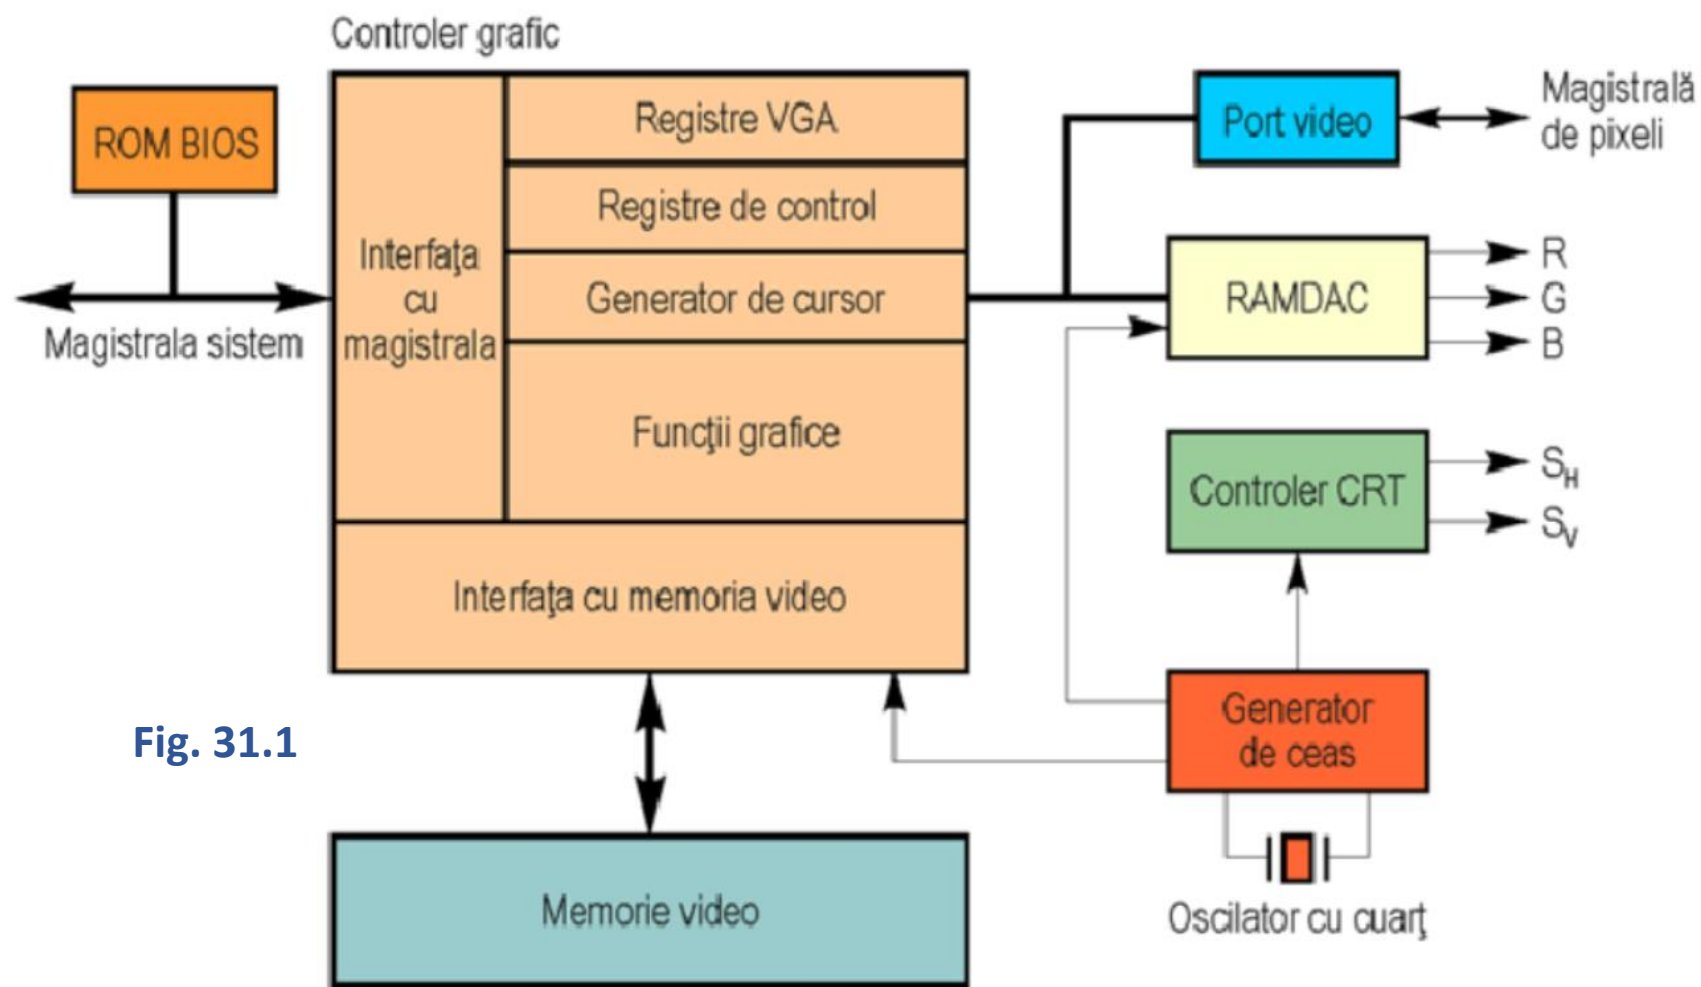 Controler grafic
ROM BIOS
Magistrala sistem
Interfaţa
cu
magistrala
Registre VGA
Registre de control
Generator de cursor
Funcţii grafice
Interfaţa cu memoria video
Memorie video
Port video
Magistrală
de pixeli
RAMDAC
R
G
B
Controler CRT
S_H
S_V
Generator
de ceas
Oscilator cu cuarţ
Fig. 31.1